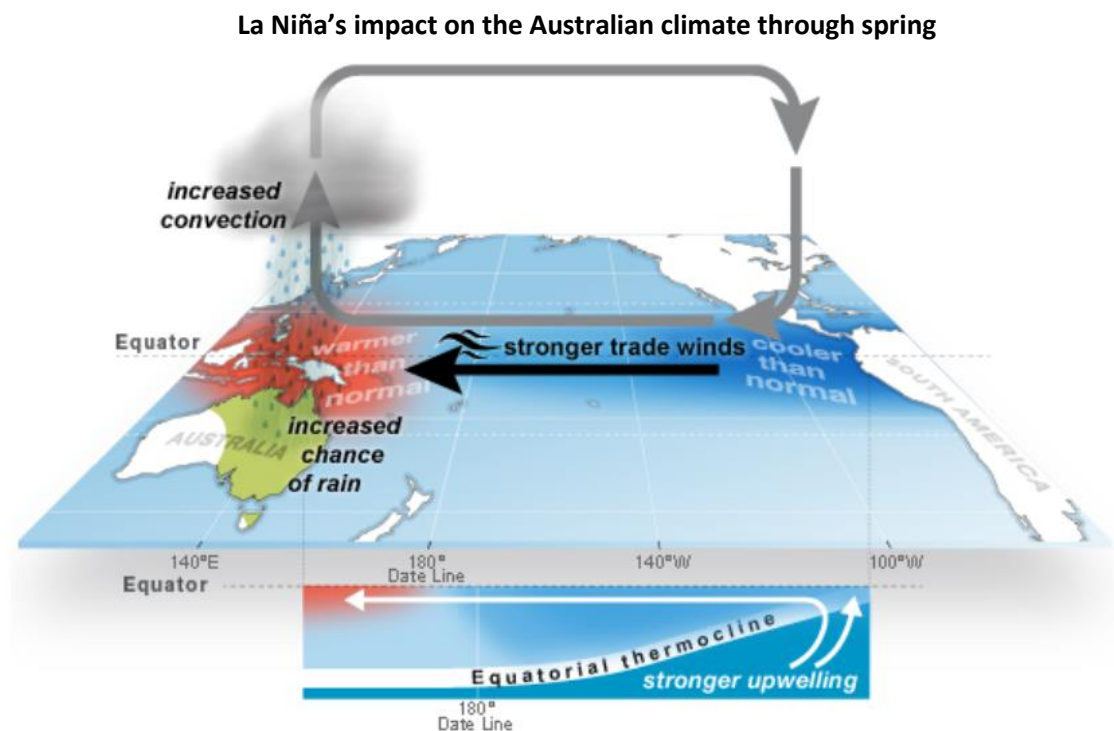 La Niña's impact on the Australian climate through spring
increased
convection
Equator
warmer
than
normal
stronger trade winds
cooler
than
normal
AUSTRALIA
increased
chance
of rain
SOUTH AMERICA
140°E
180°
Date Line
140°W
100°W
Equator
Equatorial thermocline
stronger upwelling
180°
Date Line